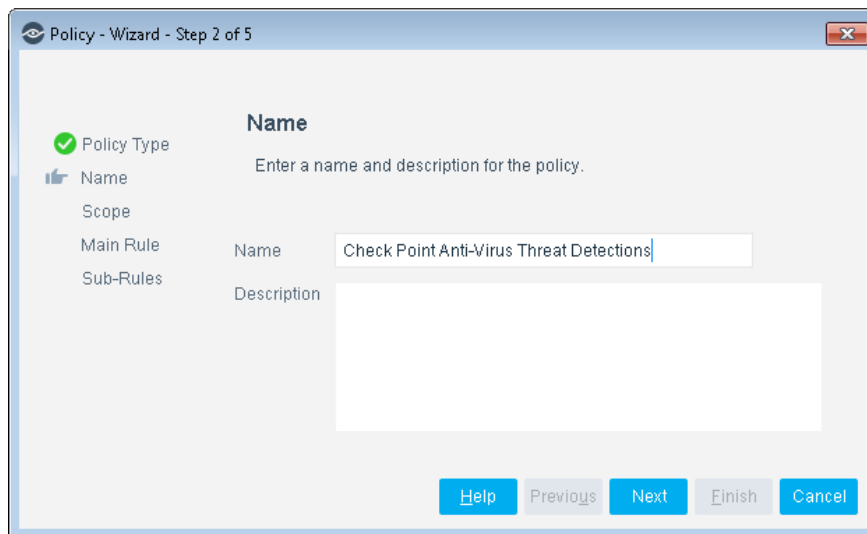 Policy - Wizard - Step 2 of 5
Policy Type
Name
Scope
Main Rule
Sub-Rules
Name
Enter a name and description for the policy.
Name
Check Point Anti-Virus Threat Detections
Description
Help
Previous
Next
Finish
Cancel